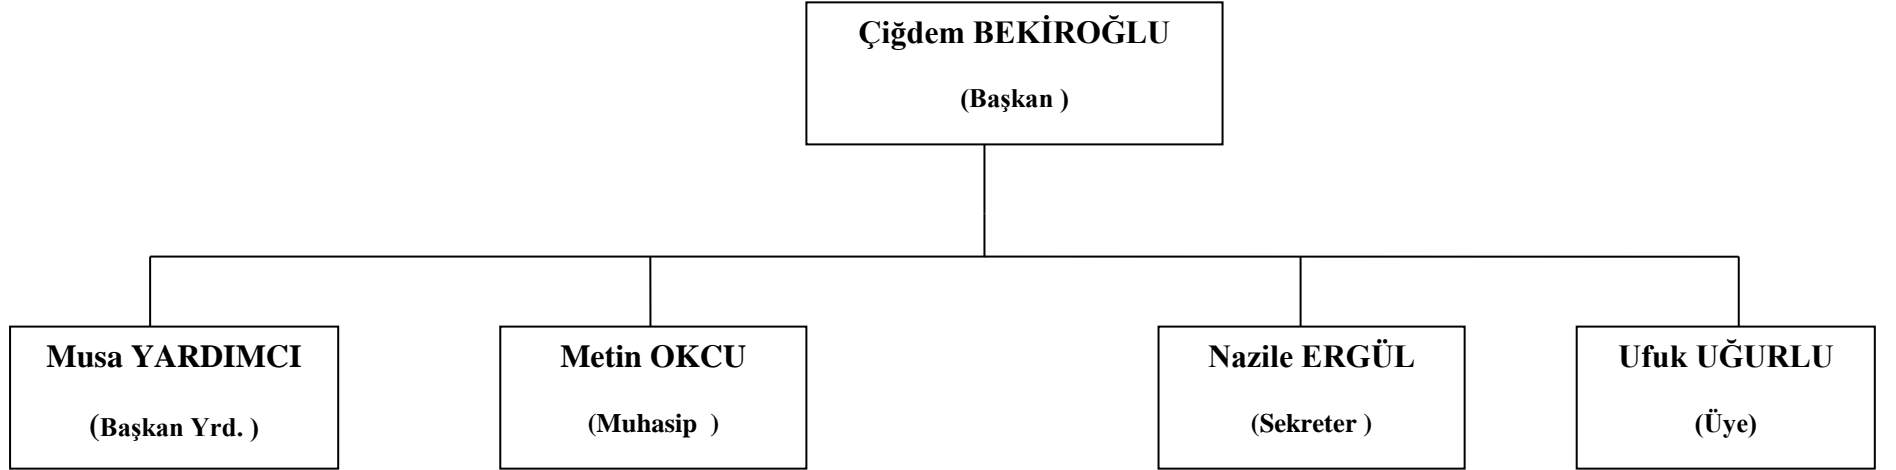 Çiğdem BEKİROĞLU
(Başkan )
Musa YARDIMCI
(Başkan Yrd. )
Metin OKCU
(Muhasip  )
Nazile ERGÜL
(Sekreter )
Ufuk UĞURLU
(Üye)